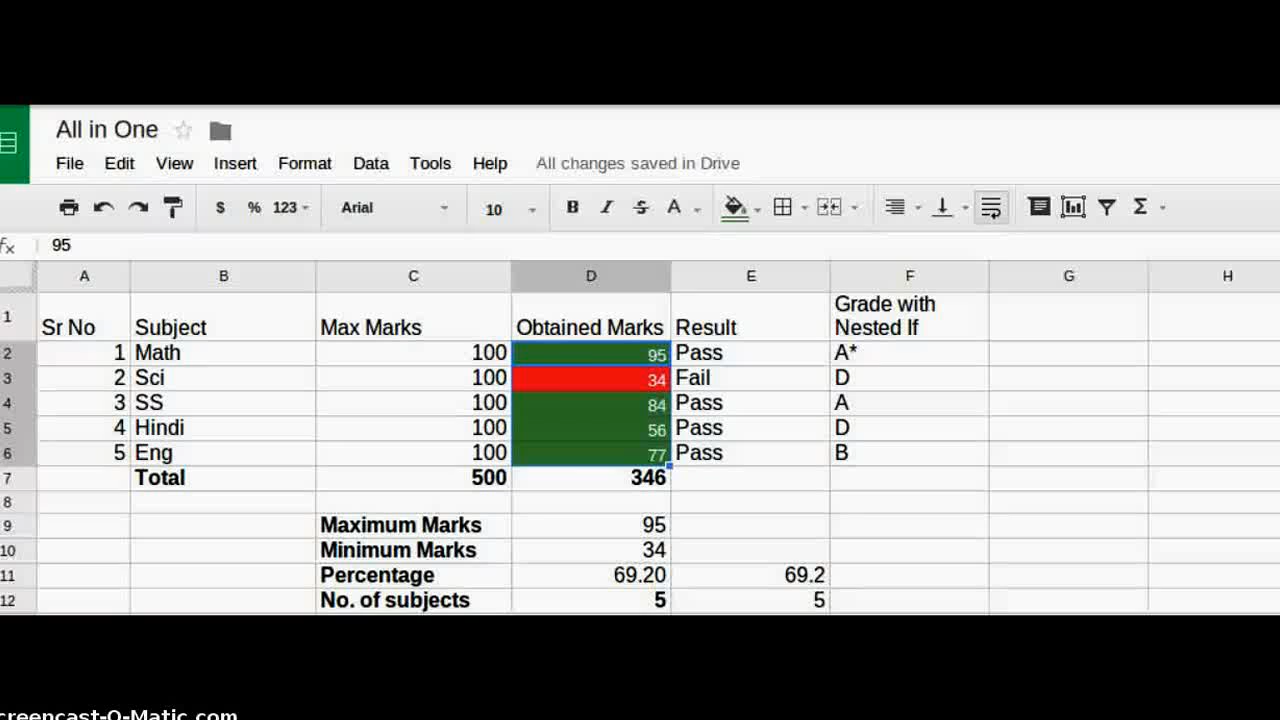 All in One
File Edit View Insert Format Data Tools Help All changes saved in Drive
$ % 123 Arial 10 B I S A Σ
fx 95
A B C D E F G H
1 Sr No Subject Max Marks Obtained Marks Result Grade with Nested If
2 1 Math 100 95 Pass A*
3 2 Sci 100 34 Fail D
4 3 SS 100 84 Pass A
5 4 Hindi 100 56 Pass D
6 5 Eng 100 77 Pass B
7 Total 500 346
8
9 Maximum Marks 95
10 Minimum Marks 34
11 Percentage 69.20 69.2
12 No. of subjects 5 5
creencast-O-Matic.com